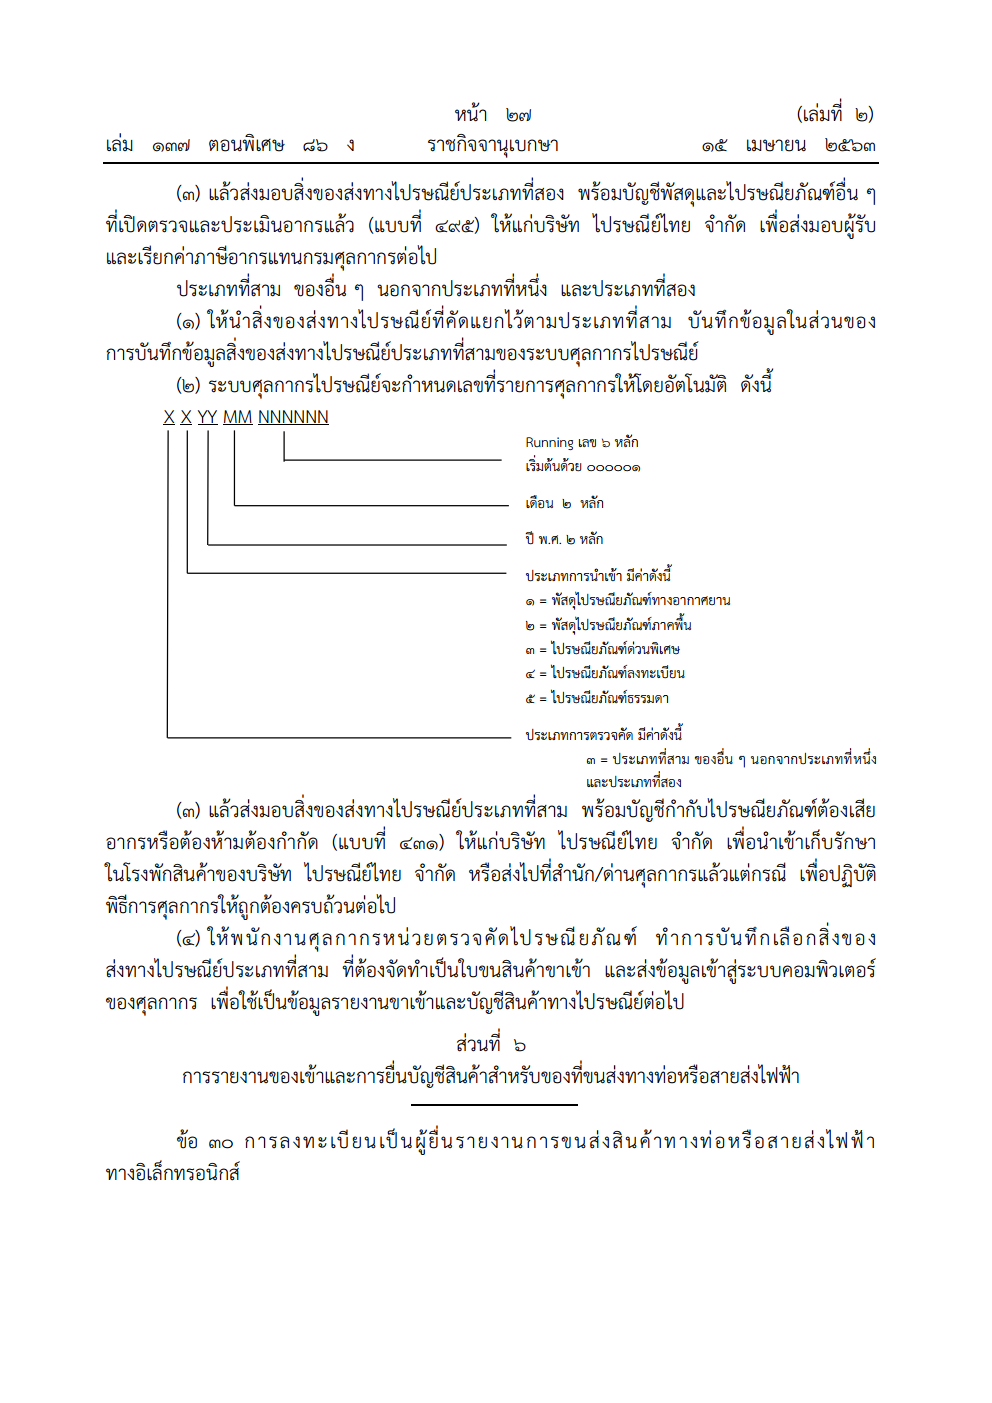 หน้า ๒๗ (เล่มที่ ๒)
เล่ม ๑๓๗ ตอนพิเศษ ๘๖ ง ราชกิจจานุเบกษา ๑๕ เมษายน ๒๕๖๓
(๓) แล้วส่งมอบสิ่งของส่งทางไปรษณีย์ประเภทที่สอง พร้อมบัญชีพัสดุและไปรษณียภัณฑ์อื่น ๆ
ที่เปิดตรวจและประเมินอากรแล้ว (แบบที่ ๔๙๕) ให้แก่บริษัท ไปรษณีย์ไทย จำกัด เพื่อส่งมอบผู้รับ
และเรียกค่าภาษีอากรแทนกรมศุลกากรต่อไป
ประเภทที่สาม ของอื่น ๆ นอกจากประเภทที่หนึ่ง และประเภทที่สอง
(๑) ให้นำสิ่งของส่งทางไปรษณีย์ที่คัดแยกไว้ตามประเภทที่สาม บันทึกข้อมูลในส่วนของ
การบันทึกข้อมูลสิ่งของส่งทางไปรษณีย์ประเภทที่สามของระบบศุลกากรไปรษณีย์
(๒) ระบบศุลกากรไปรษณีย์จะกำหนดเลขที่รายการศุลกากรให้โดยอัตโนมัติ ดังนี้
X X YY MM NNNNNN
Running เลข ๖ หลัก
เริ่มต้นด้วย ๐๐๐๐๐๑
เดือน ๒ หลัก
ปี พ.ศ. ๒ หลัก
ประเภทการนำเข้า มีค่าดังนี้
๑ = พัสดุไปรษณียภัณฑ์ทางอากาศยาน
๒ = พัสดุไปรษณียภัณฑ์ภาคพื้น
๓ = ไปรษณียภัณฑ์ด่วนพิเศษ
๔ = ไปรษณียภัณฑ์ลงทะเบียน
๕ = ไปรษณียภัณฑ์ธรรมดา
ประเภทการตรวจคัด มีค่าดังนี้
๓ = ประเภทที่สาม ของอื่น ๆ นอกจากประเภทที่หนึ่ง
และประเภทที่สอง
(๓) แล้วส่งมอบสิ่งของส่งทางไปรษณีย์ประเภทที่สาม พร้อมบัญชีกำกับไปรษณียภัณฑ์ต้องเสีย
อากรหรือต้องห้ามต้องกำกัด (แบบที่ ๔๓๑) ให้แก่บริษัท ไปรษณีย์ไทย จำกัด เพื่อนำเข้าเก็บรักษา
ในโรงพักสินค้าของบริษัท ไปรษณีย์ไทย จำกัด หรือส่งไปที่สำนัก/ด่านศุลกากรแล้วแต่กรณี เพื่อปฏิบัติ
พิธีการศุลกากรให้ถูกต้องครบถ้วนต่อไป
(๔) ให้พนักงานศุลกากรหน่วยตรวจคัดไปรษณียภัณฑ์ ทำการบันทึกเลือกสิ่งของ
ส่งทางไปรษณีย์ประเภทที่สาม ที่ต้องจัดทำเป็นใบขนสินค้าขาเข้า และส่งข้อมูลเข้าสู่ระบบคอมพิวเตอร์
ของศุลกากร เพื่อใช้เป็นข้อมูลรายงานขาเข้าและบัญชีสินค้าทางไปรษณีย์ต่อไป
ส่วนที่ ๖
การรายงานของเข้าและการยื่นบัญชีสินค้าสำหรับของที่ขนส่งทางท่อหรือสายส่งไฟฟ้า
ข้อ ๓๐ การลงทะเบียนเป็นผู้ยื่นรายงานการขนส่งสินค้าทางท่อหรือสายส่งไฟฟ้า
ทางอิเล็กทรอนิกส์